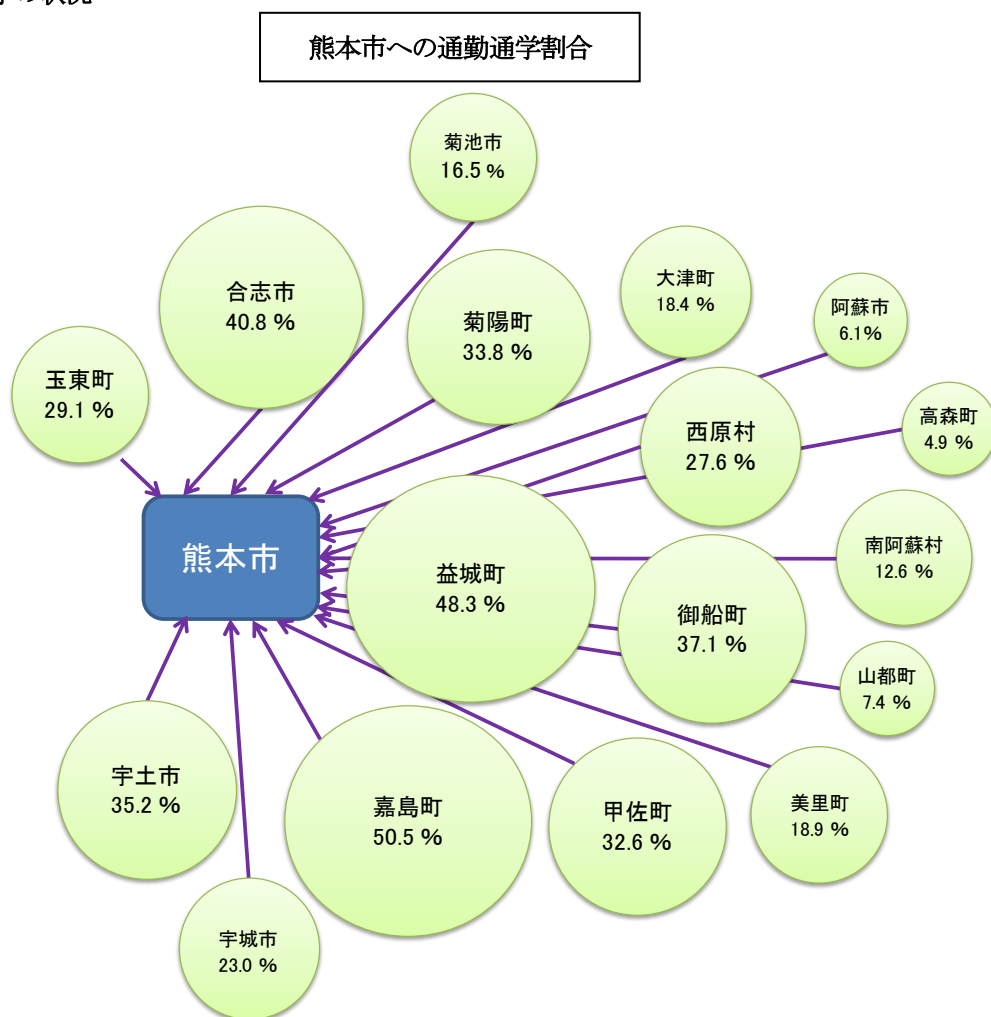 熊本市への通勤通学割合
菊池市
16.5 %
合志市
40.8 %
菊陽町
33.8 %
大津町
18.4 %
阿蘇市
6.1%
玉東町
29.1 %
西原村
27.6 %
高森町
4.9 %
熊本市
益城町
48.3 %
南阿蘇村
12.6 %
御船町
37.1 %
山都町
7.4 %
宇土市
35.2 %
嘉島町
50.5 %
甲佐町
32.6 %
美里町
18.9 %
宇城市
23.0 %